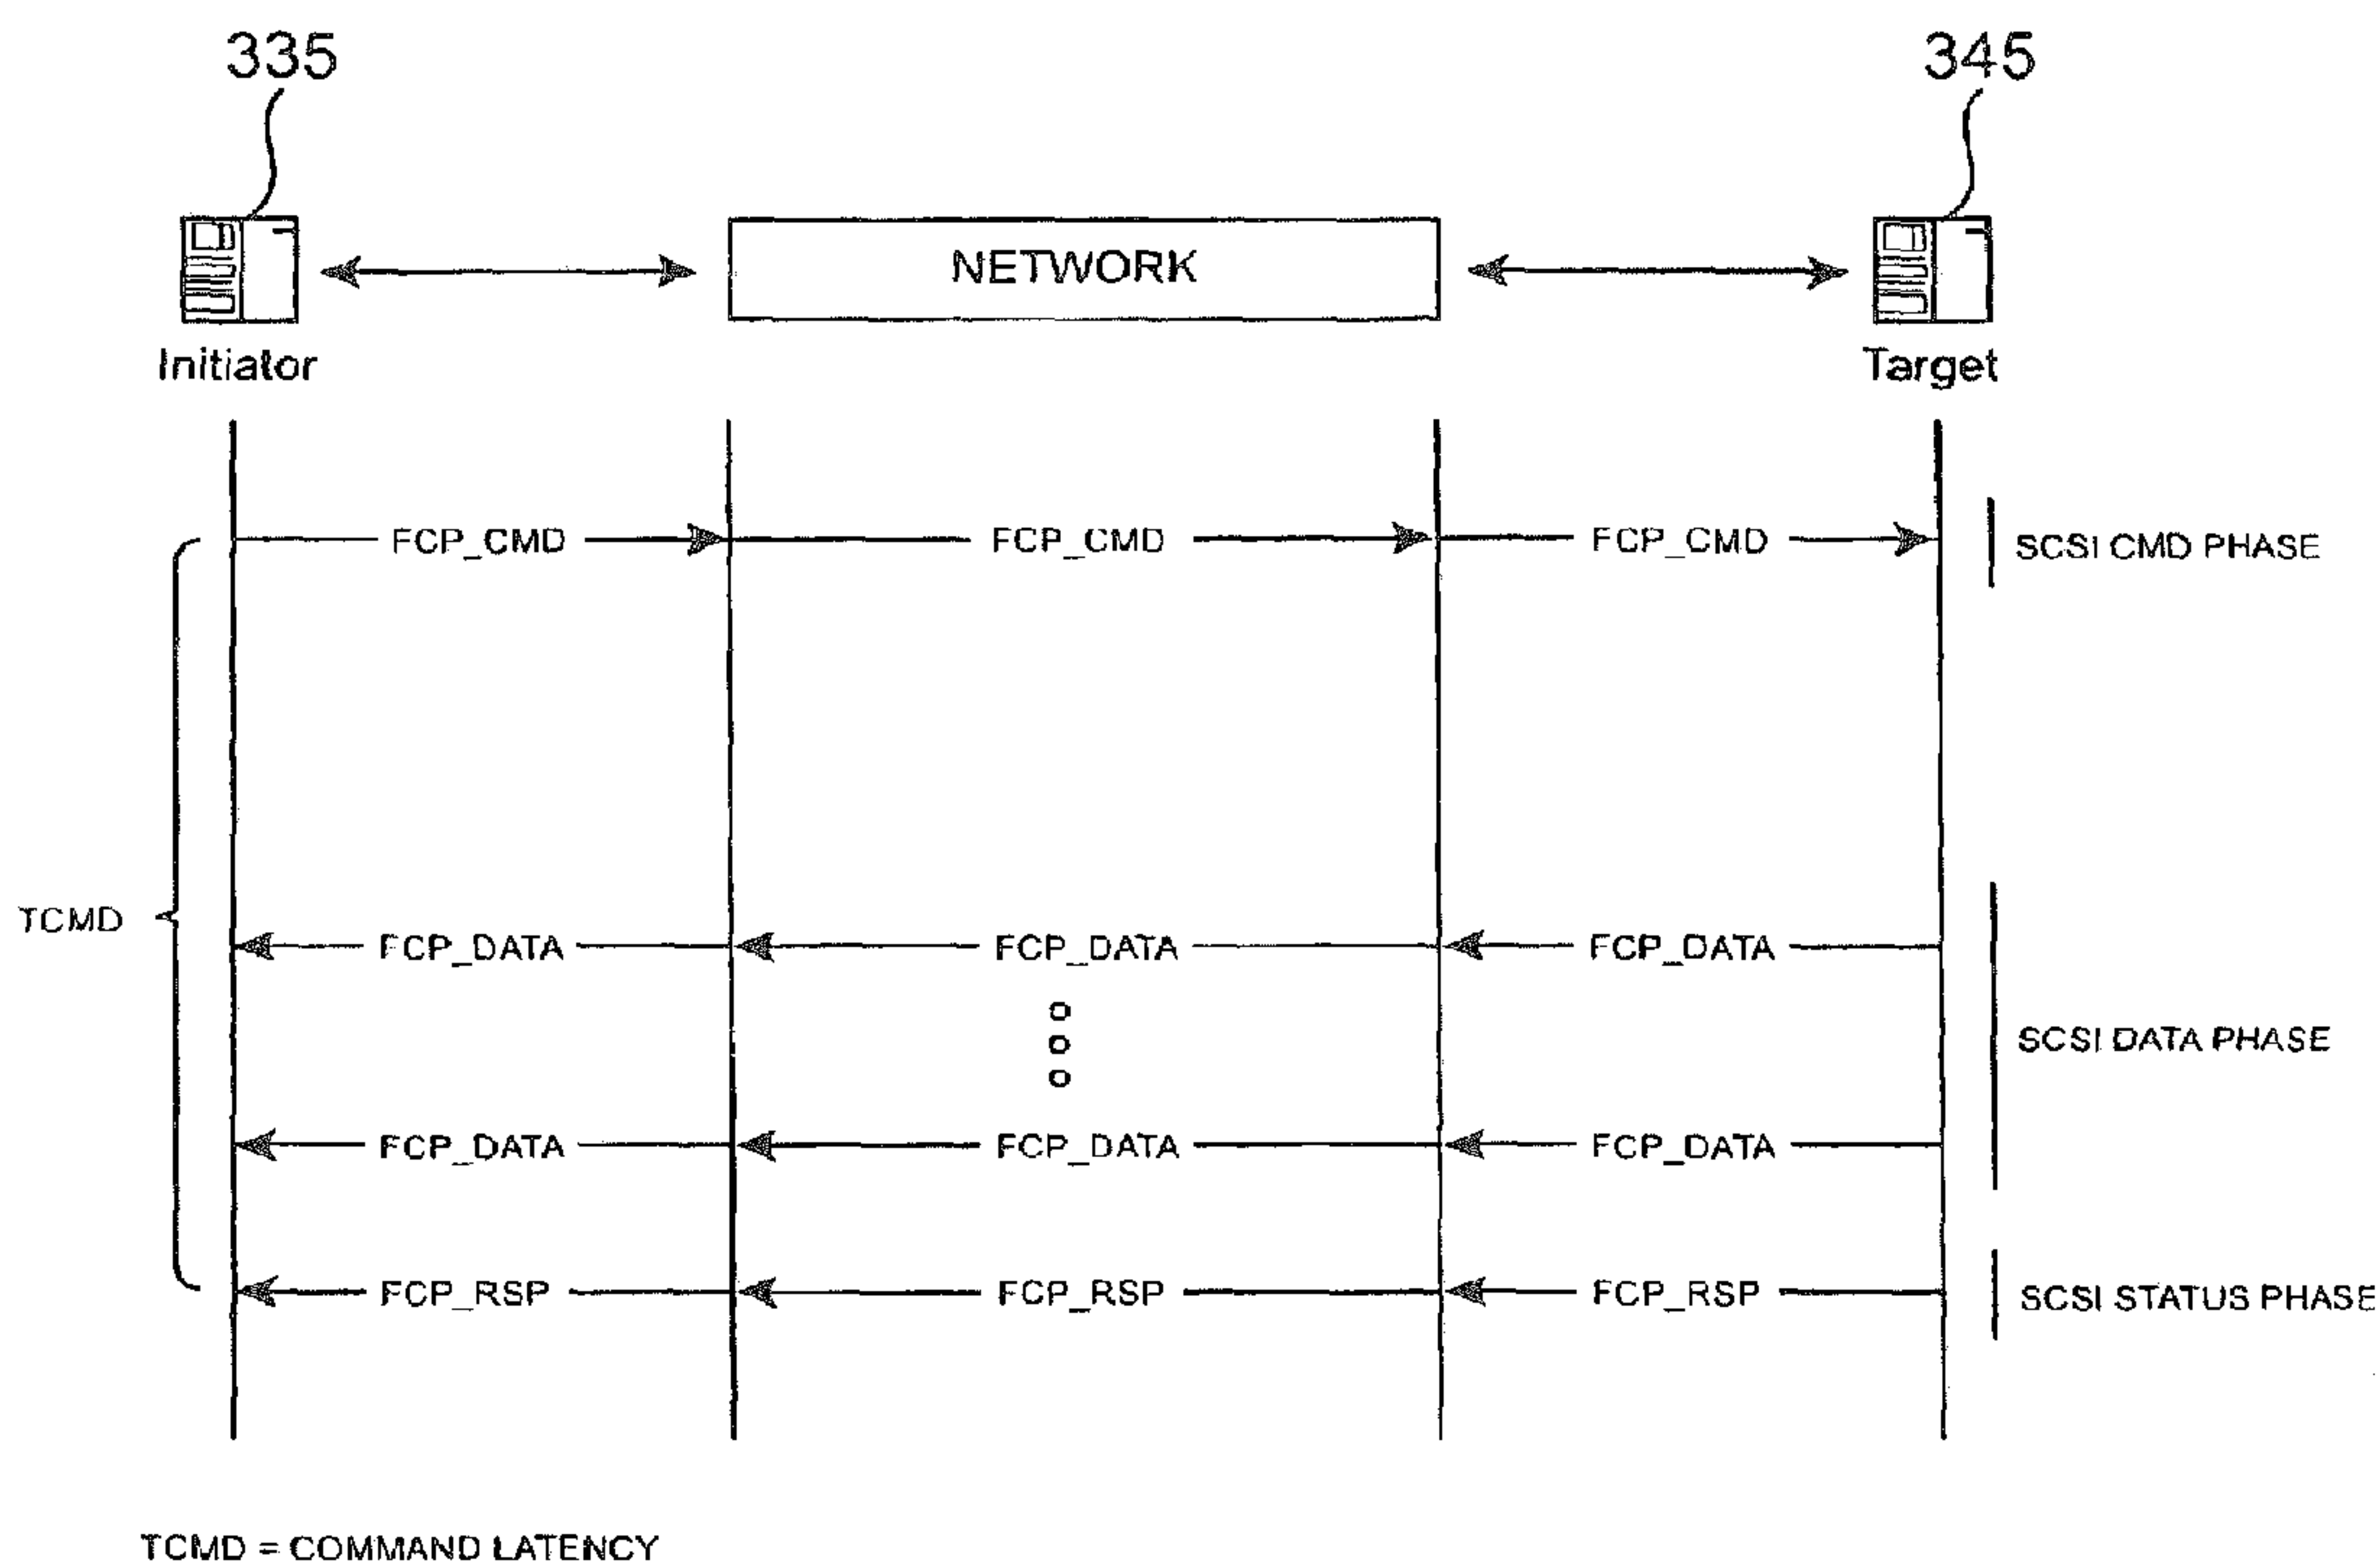 335
345
NETWORK
Initiator
Target
FCP_CMD
FCP_CMD
FCP_CMD
SCSI CMD PHASE
TCMD
FCP_DATA
FCP_DATA
FCP_DATA
SCSI DATA PHASE
FCP_DATA
FCP_DATA
FCP_DATA
FCP_RSP
FCP_RSP
FCP_RSP
SCSI STATUS PHASE
TCMD = COMMAND LATENCY